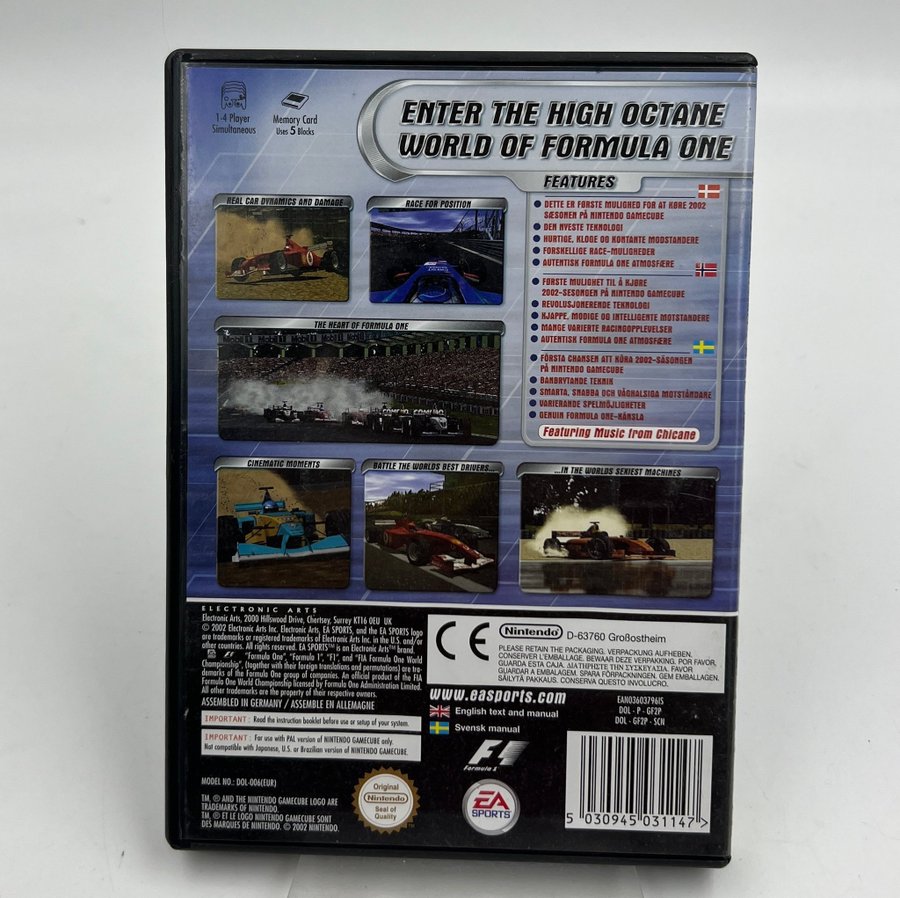 1-4 Player
Simultaneous
Memory Card
Uses 5 Blocks
ENTER THE HIGH OCTANE
WORLD OF FORMULA ONE
FEATURES
REAL CAR DYNAMICS AND DAMAGE
RACE FOR POSITION
DETTE ER FØRSTE MULIGHED FOR AT KØRE 2002
SÆSONEN PÅ NINTENDO GAMECUBE
DEN NYESTE TEKNOLOGI
HURTIGE, KLOGE OG KONTANTE MODSTANDERE
FORSKELLIGE RACE-MULIGHEDER
AUTENTISK FORMULA ONE ATMOSFÆRE
FØRSTE MULIGHET TIL Å KJØRE
2002-SESONGEN PÅ NINTENDO GAMECUBE
REVOLUSJONERENDE TEKNOLOGI
KJAPPE, MODIGE OG INTELLIGENTE MOTSTANDERE
MANGE VARIERTE RACINGOPPLEVELSER
AUTENTISK FORMULA ONE ATMOSFÆRE
FÖRSTA CHANSEN ATT KÖRA 2002-SÄSONGEN
PÅ NINTENDO GAMECUBE
BANBRYTANDE TEKNIK
SMARTA, SNABBA OCH VÅGHALSIGA MOTSTÅNDARE
VARIERANDE SPELMÖJLIGHETER
GENUIN FORMULA ONE-KÄNSLA
Featuring Music from Chicane
THE HEART OF FORMULA ONE
CINEMATIC MOMENTS
BATTLE THE WORLDS BEST DRIVERS...
...IN THE WORLDS SEXIEST MACHINES
ELECTRONIC ARTS
Electronic Arts, 2000 Hillswood Drive, Chertsey, Surrey KT16 0EU UK
© 2002 Electronic Arts Inc. Electronic Arts, EA SPORTS, and the EA SPORTS logo
are trademarks or registered trademarks of Electronic Arts Inc. in the U.S. and/or
other countries. All rights reserved. EA SPORTS™ is an Electronic Arts™ brand.
F1 "Formula One", "Formula 1", "F1", and "FIA Formula One World
Championship", (together with their foreign translations and permutations) are tra-
demarks of the Formula One group of companies. An official product of the FIA
Formula One World Championship licensed by Formula One Administration Limited.
All other trademarks are the property of their respective owners.
ASSEMBLED IN GERMANY / ASSEMBLE EN ALLEMAGNE
IMPORTANT: Read the instruction booklet before use or setup of your system.
IMPORTANT: For use with PAL version of NINTENDO GAMECUBE only.
Not compatible with Japanese, U.S. or Brazilian version of NINTENDO GAMECUBE.
MODEL NO.: DOL-006(EUR)
TM, ® AND THE NINTENDO GAMECUBE LOGO ARE
TRADEMARKS OF NINTENDO.
TM, ® ET LE LOGO NINTENDO GAMECUBE SONT
DES MARQUES DE NINTENDO. © 2002 NINTENDO.
Original
Nintendo
Seal of
Quality
CE
Nintendo D-63760 Großostheim
PLEASE RETAIN THE PACKAGING. VERPACKUNG AUFHEBEN.
CONSERVER L'EMBALLAGE. BEWAAR DEZE VERPAKKING. POR FAVOR,
GUARDA ESTA CAJA. ΔΙΑΤΗΡΗΣΤΕ ΤΗΝ ΣΥΣΚΕΥΑΣΙΑ. FAVOR
GUARDAR A EMBALAGEM. SPARA FÖRPACKNINGEN. GEM EMBALLAGEN.
SÄILYTÄ PAKKAUS. CONSERVATE QUESTO INVOLUCRO.
www.easports.com
English text and manual
Svensk manual
EAN03603796IS
DOL - P - GF2P
DOL - GF2P - SCN
F1
Formula 1
EA
SPORTS
5 030945 031147 >